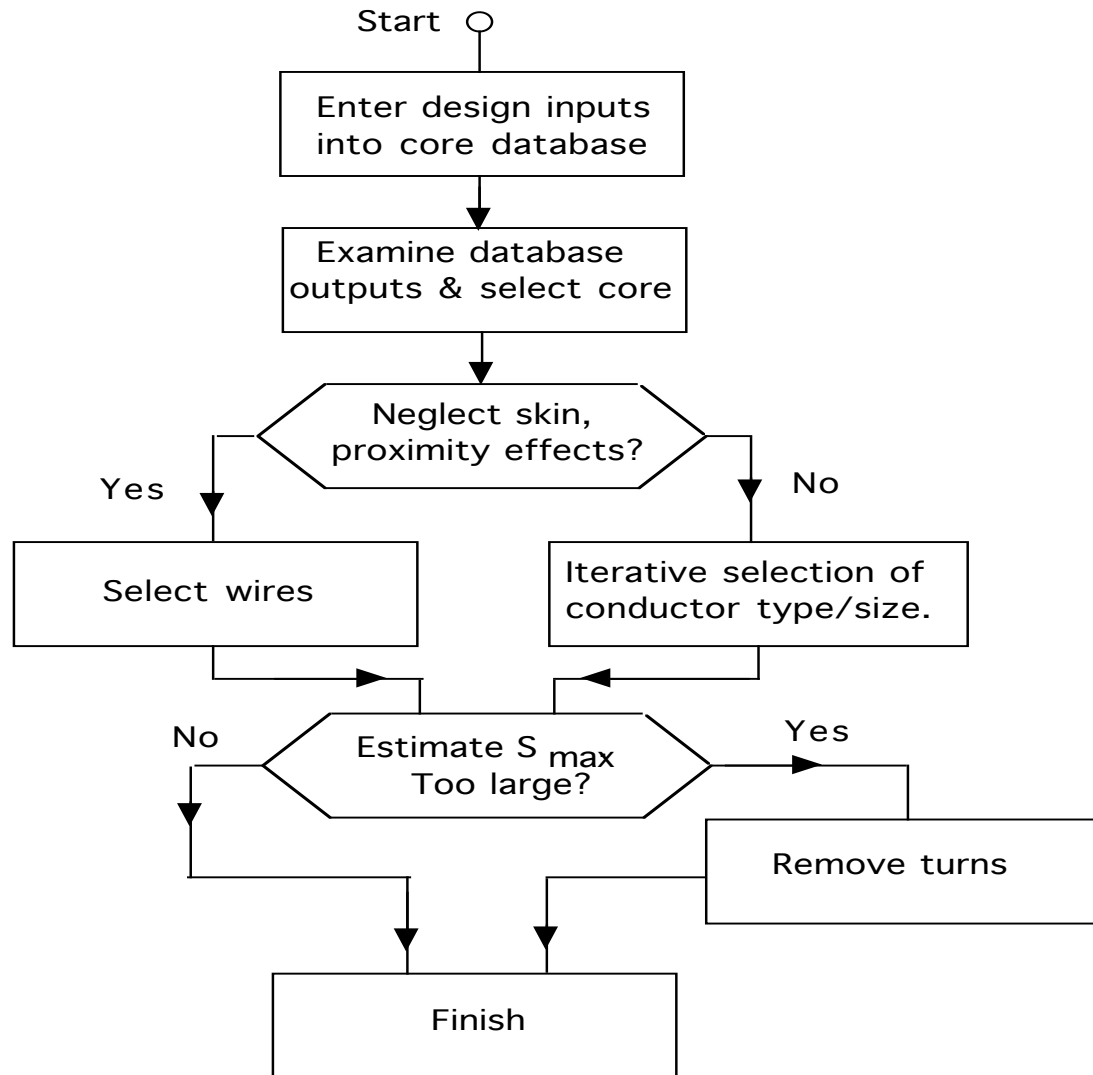 Start
Enter design inputs
into core database
Examine database
outputs & select core
Neglect skin,
proximity effects?
Yes
No
Select wires
Iterative selection of
conductor type/size.
No
Estimate S max
Too large?
Yes
Remove turns
Finish